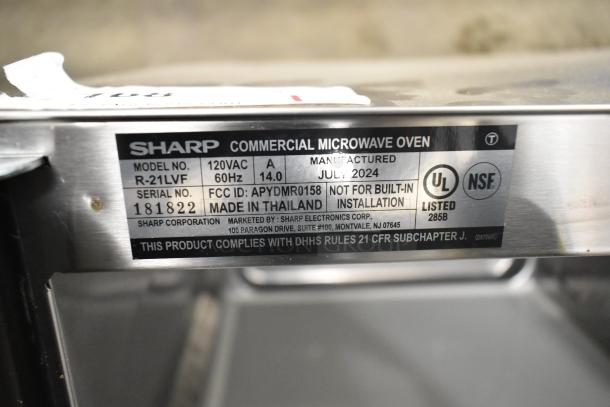 SHARP COMMERCIAL MICROWAVE OVEN T
MODEL NO. R-21LVF
120VAC 60Hz
A 14.0
MANUFACTURED JULY 2024
SERIAL NO. 181822
FCC ID: APYDMR0158
MADE IN THAILAND
NOT FOR BUILT-IN INSTALLATION
UL LISTED 285B
NSF
SHARP CORPORATION MARKETED BY : SHARP ELECTRONICS CORP.
100 PARAGON DRIVE, SUITE #100, MONTVALE, NJ 07645
THIS PRODUCT COMPLIES WITH DHHS RULES 21 CFR SUBCHAPTER J.